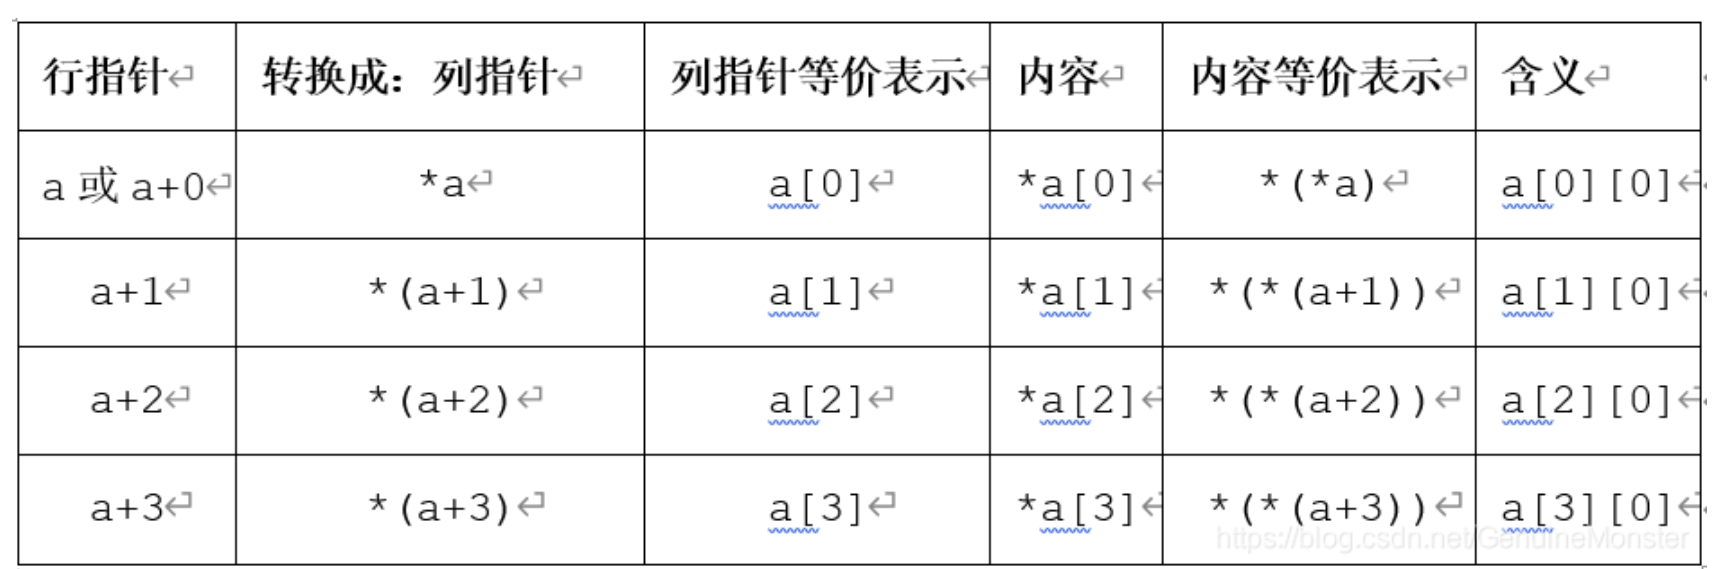 行指针 转换成：列指针 列指针等价表示 内容 内容等价表示 含义
a 或 a+0 *a a[0] *a[0] *(*a) a[0][0]
a+1 *(a+1) a[1] *a[1] *(*(a+1)) a[1][0]
a+2 *(a+2) a[2] *a[2] *(*(a+2)) a[2][0]
a+3 *(a+3) a[3] *a[3] *(*(a+3)) a[3][0]
https://blog.csdn.net/GenuineMonster